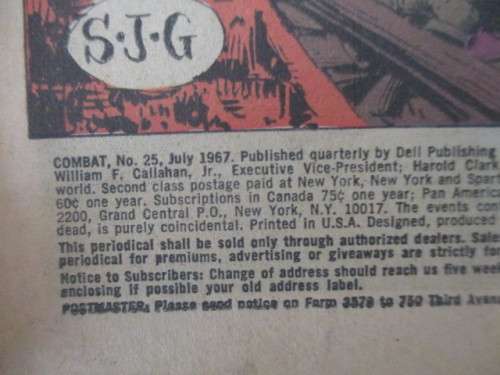 S.J.G
COMBAT, No. 25, July 1967. Published quarterly by Dell Publishing
William F. Callahan, Jr., Executive Vice-President; Harold Clark
world. Second class postage paid at New York, New York and Spart
60¢ one year. Subscriptions in Canada 75¢ one year; Pan America
2200, Grand Central P.O., New York, N.Y. 10017. The events con
dead, is purely coincidental. Printed in U.S.A. Designed, produced
This periodical shall be sold only through authorized dealers. Sales
periodical for premiums, advertising or giveaways are strictly for
Notice to Subscribers: Change of address should reach us five wee
enclosing if possible your old address label.
POSTMASTER: Please send notice on Form 3579 to 750 Third Aven